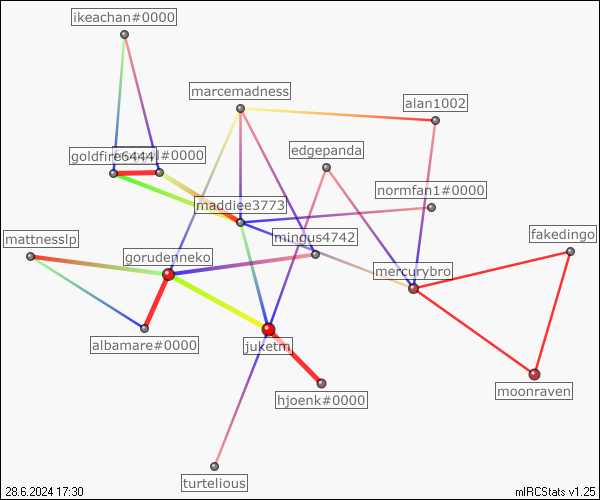 ikeachan#0000
marcemadness
alan1002
goldfire6444
l#0000
edgepanda
normfan1#0000
maddiee3773
mingus4742
fakedingo
mattnesslp
gorudenneko
mercurybro
albamare#0000
juketm
moonraven
hjoenk#0000
turtelious
28.6.2024 17:30
mIRCStats v1.25